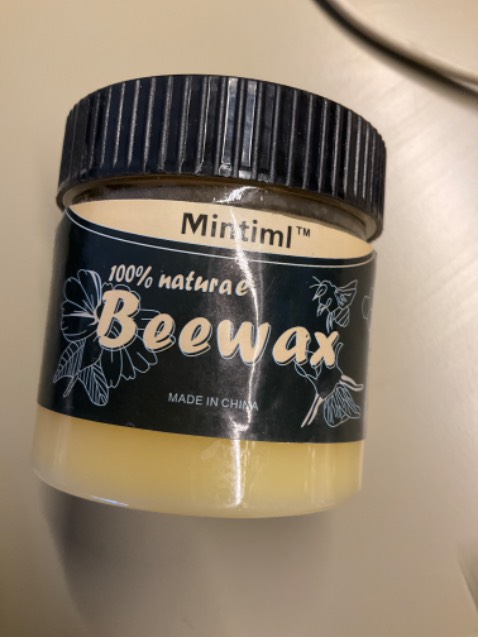 Mintiml™
100% naturae
Beewax
MADE IN CHINA